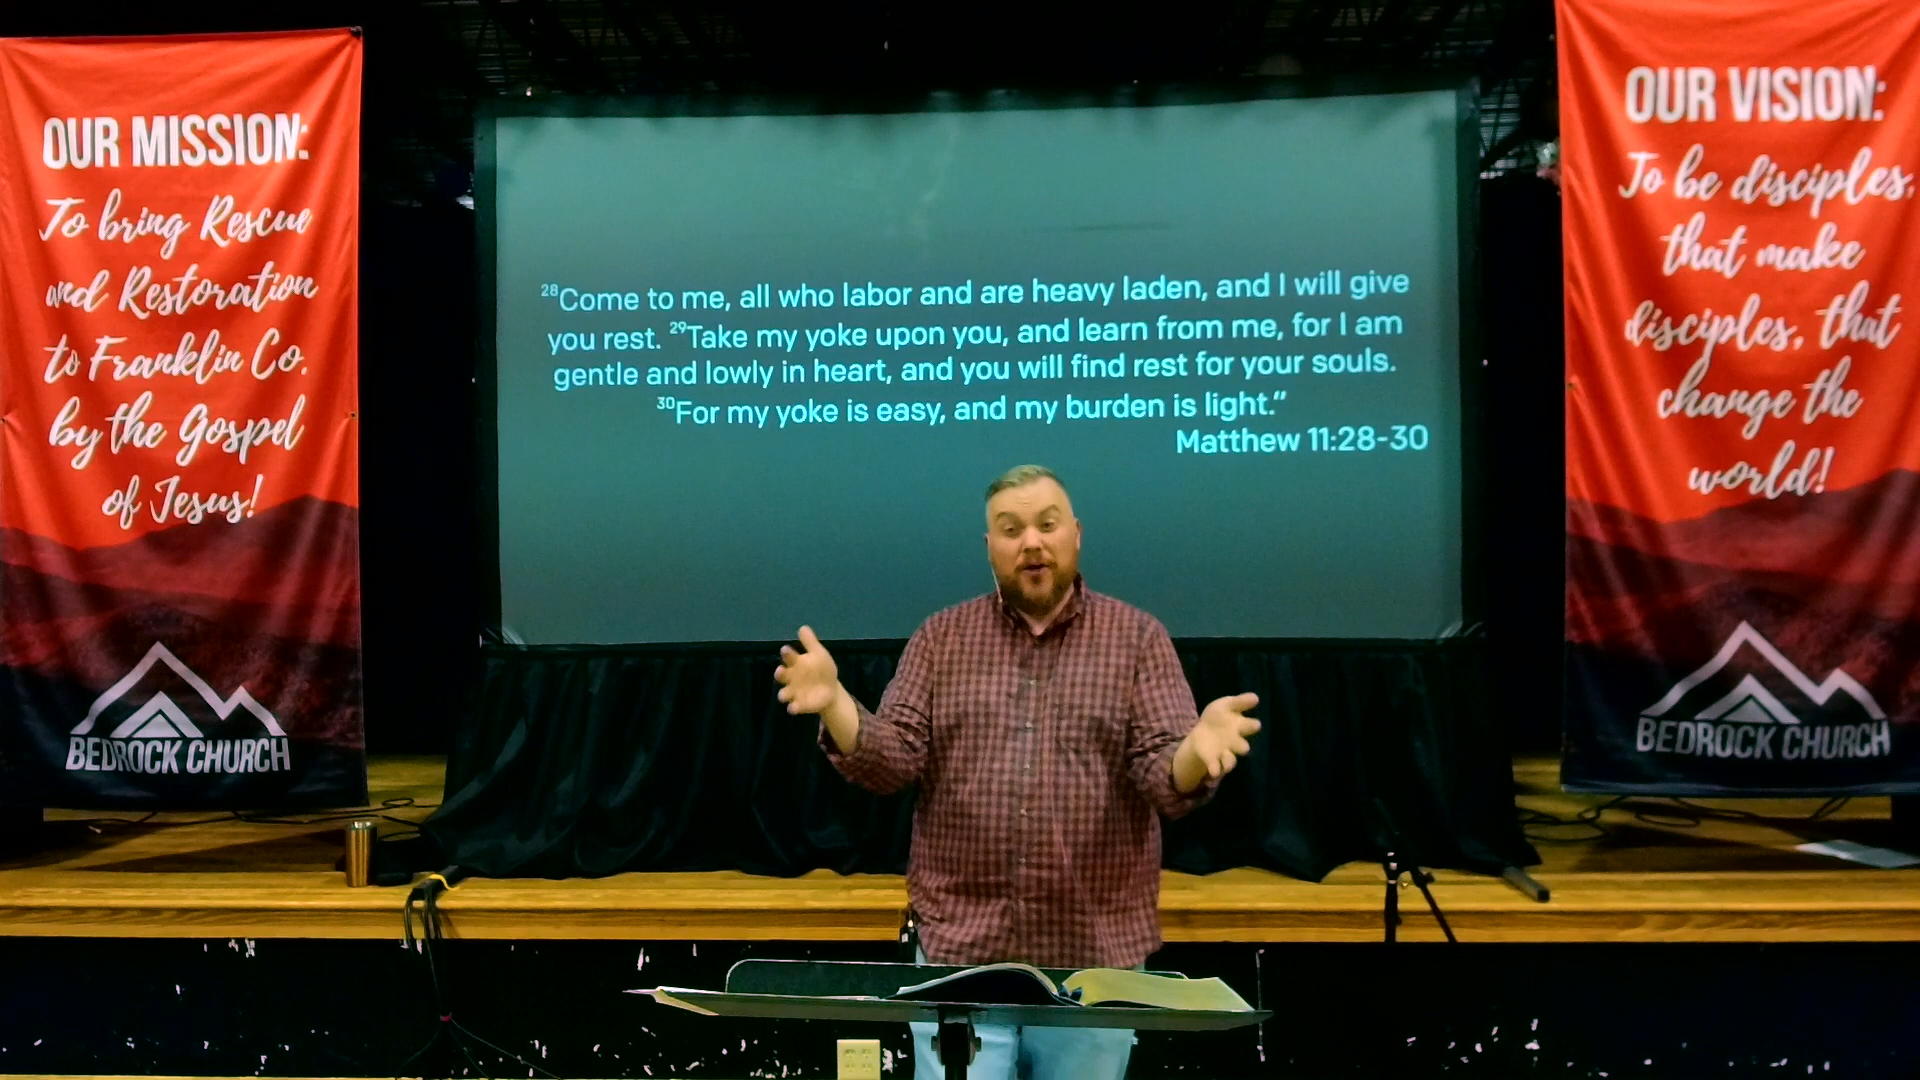 OUR MISSION:
To bring Rescue
and Restoration
to Franklin Co.
by the Gospel
of Jesus!
BEDROCK CHURCH
28Come to me, all who labor and are heavy laden, and I will give
you rest. 29Take my yoke upon you, and learn from me, for I am
gentle and lowly in heart, and you will find rest for your souls.
30For my yoke is easy, and my burden is light.”
Matthew 11:28-30
OUR VISION:
To be disciples,
that make
disciples, that
change the
world!
BEDROCK CHURCH